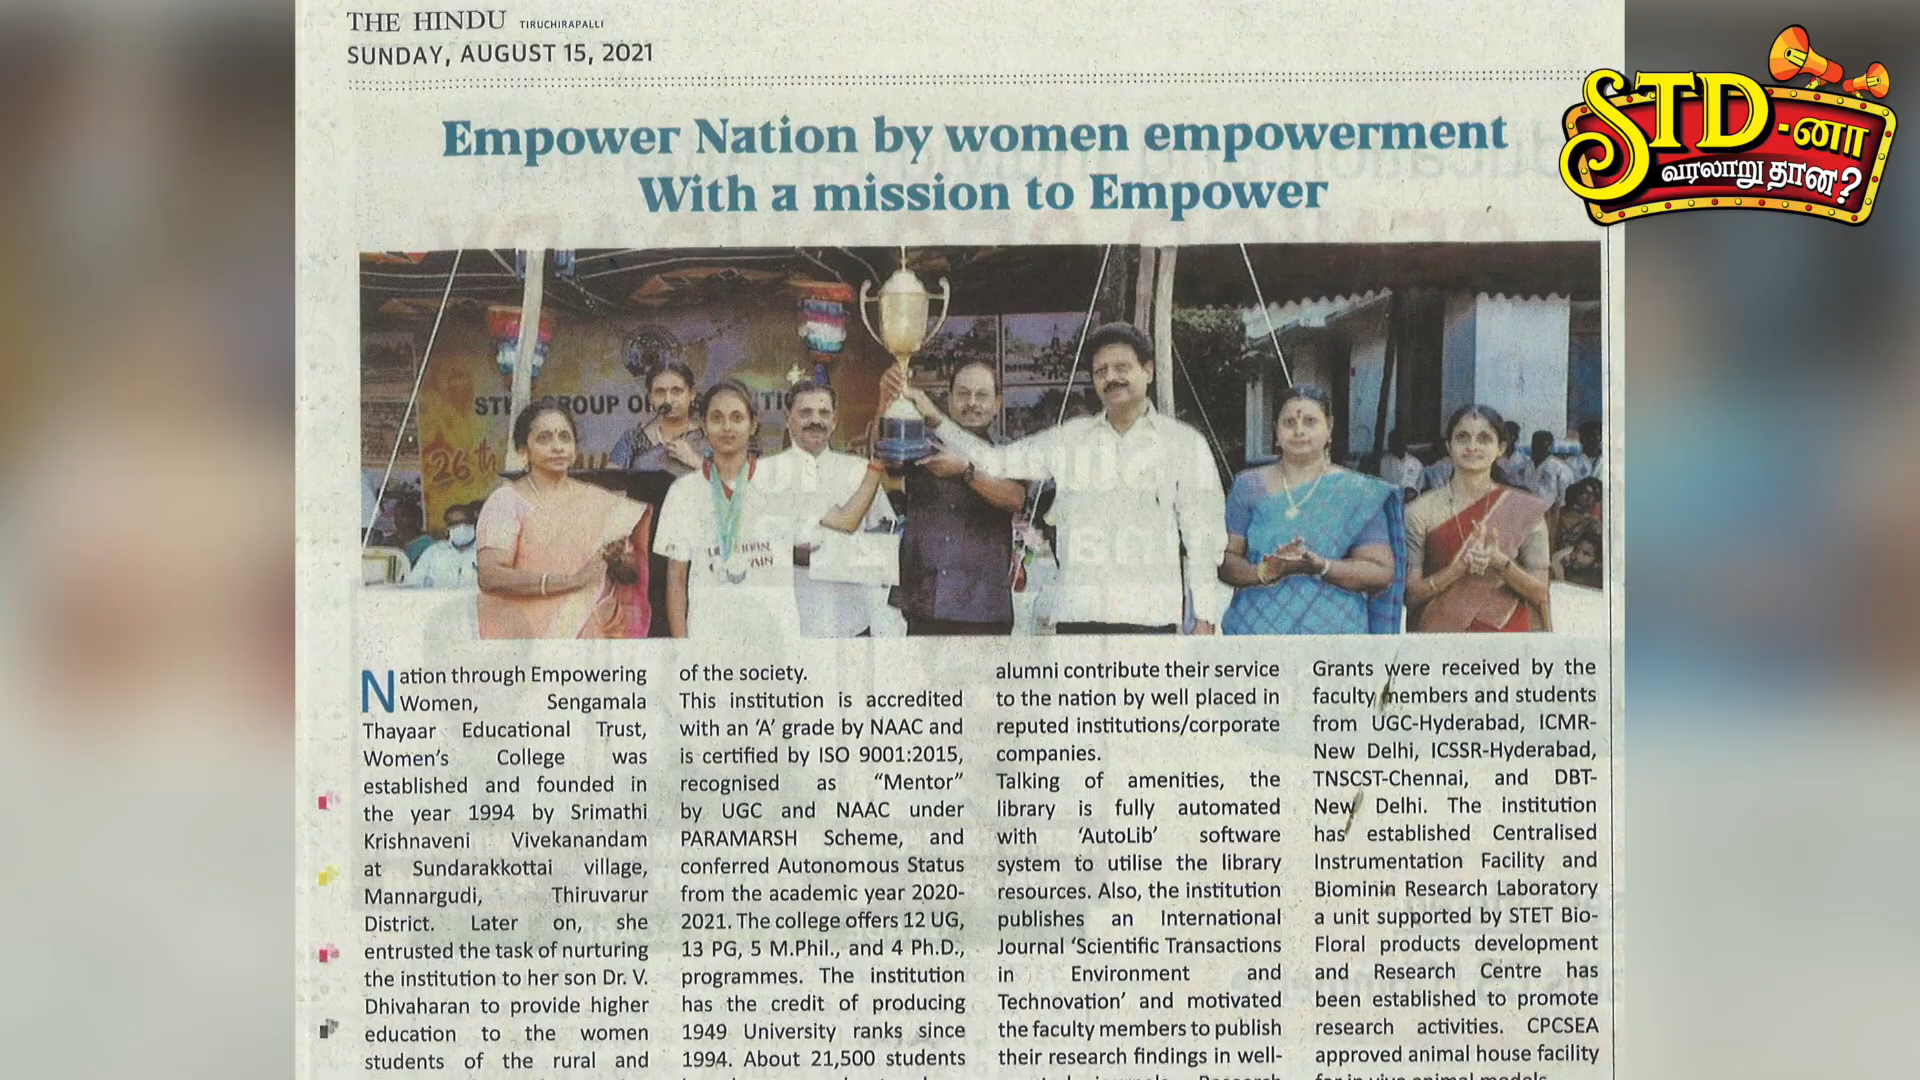 THE HINDU TIRUCHIRAPALLI
SUNDAY, AUGUST 15, 2021
STD-னா
வரலாறு தான?
Empower Nation by women empowerment
With a mission to Empower
GROUP OF
26th
Nation through Empowering
Women, Sengamala
Thayaar Educational Trust,
Women's College was
established and founded in
the year 1994 by Srimathi
Krishnaveni Vivekanandam
at Sundarakkottai village,
Mannargudi, Thiruvarur
District. Later on, she
entrusted the task of nurturing
the institution to her son Dr. V.
Dhivaharan to provide higher
education to the women
students of the rural and
of the society.
This institution is accredited
with an 'A' grade by NAAC and
is certified by ISO 9001:2015,
recognised as "Mentor"
by UGC and NAAC under
PARAMARSH Scheme, and
conferred Autonomous Status
from the academic year 2020-
2021. The college offers 12 UG,
13 PG, 5 M.Phil., and 4 Ph.D.,
programmes. The institution
has the credit of producing
1949 University ranks since
1994. About 21,500 students
alumni contribute their service
to the nation by well placed in
reputed institutions/corporate
companies.
Talking of amenities, the
library is fully automated
with 'AutoLib' software
system to utilise the library
resources. Also, the institution
publishes an International
Journal 'Scientific Transactions
in Environment and
Technovation' and motivated
the faculty members to publish
their research findings in well-
Grants were received by the
faculty members and students
from UGC-Hyderabad, ICMR-
New Delhi, ICSSR-Hyderabad,
TNSCST-Chennai, and DBT-
New Delhi. The institution
has established Centralised
Instrumentation Facility and
Biominin Research Laboratory
a unit supported by STET Bio-
Floral products development
and Research Centre has
been established to promote
research activities. CPCSEA
approved animal house facility